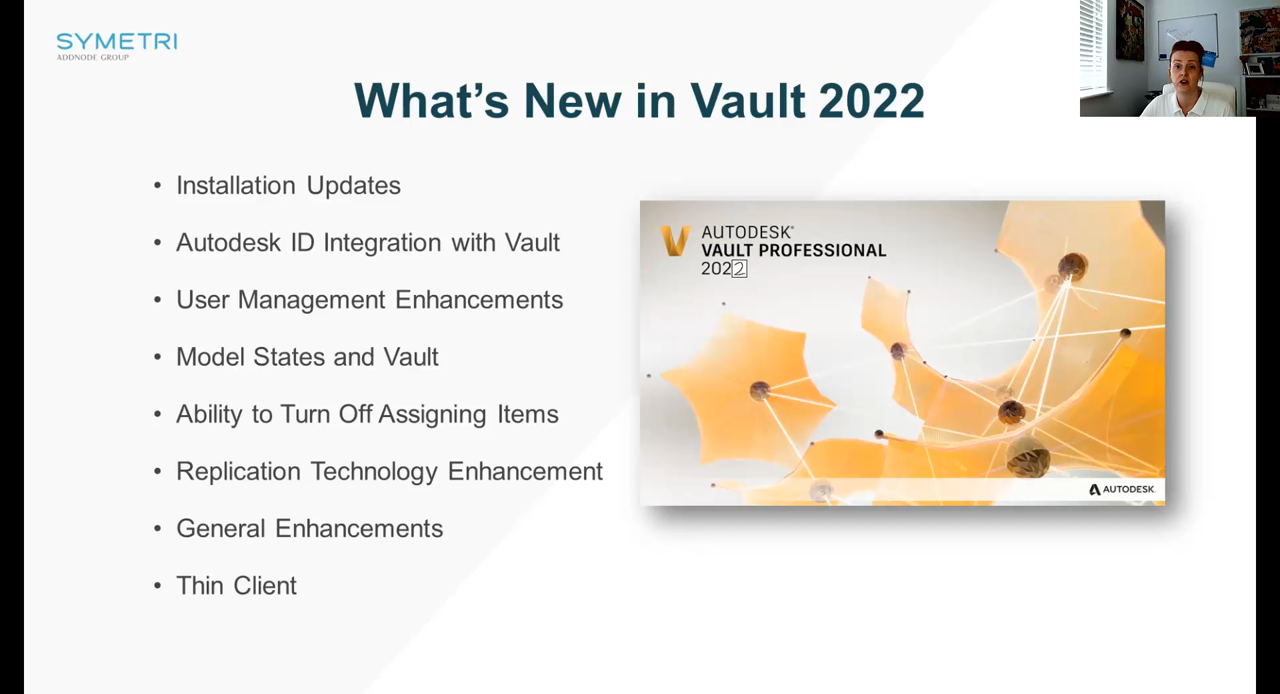 SYMETRI
ADDNODE GROUP
What's New in Vault 2022
• Installation Updates
• Autodesk ID Integration with Vault
• User Management Enhancements
• Model States and Vault
• Ability to Turn Off Assigning Items
• Replication Technology Enhancement
• General Enhancements
• Thin Client
AUTODESK®
VAULT PROFESSIONAL
2022
AUTODESK